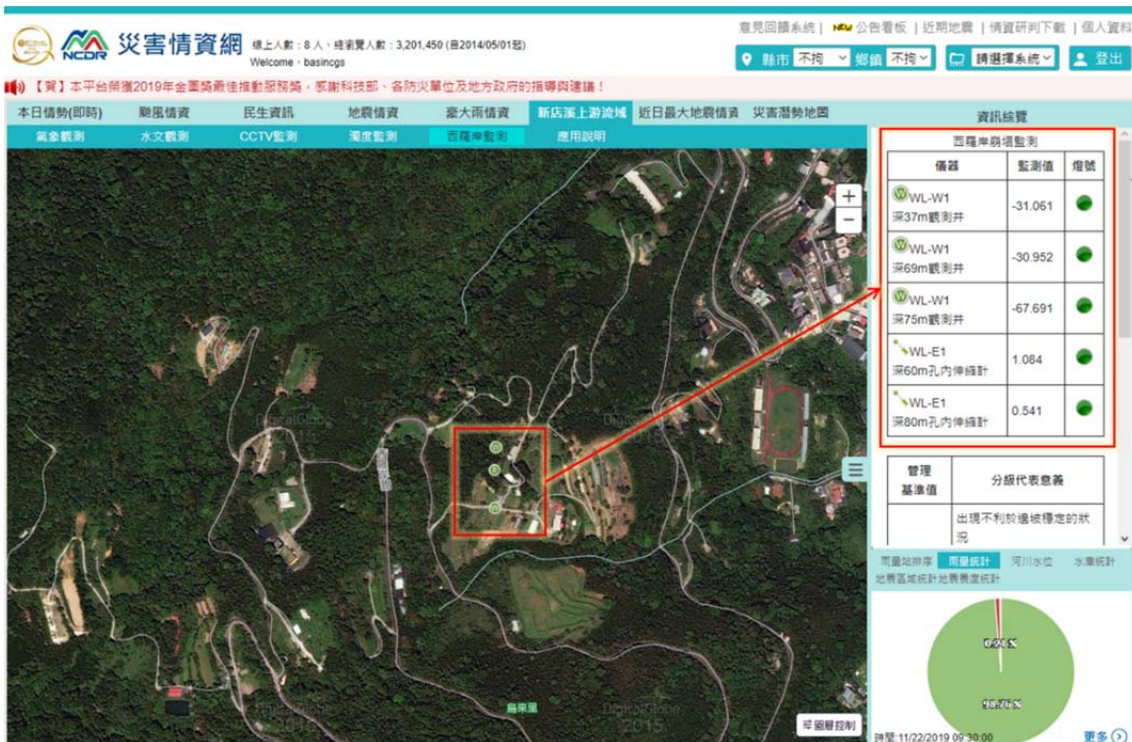 意見回饋系統 | NEW 公告看板 | 近期地震 | 情資研判下載 | 個人資料
NCDR 災害情資網 線上人數：8 人，總瀏覽人數：3,201,450 (自2014/05/01起)
Welcome，basincgs
縣市 不拘 鄉鎮 不拘 請選擇系統 登出
【賀】本平台榮獲2019年金圖獎最佳推動服務獎，感謝科技部、各防災單位及地方政府的指導與建議！
本日情勢(即時) 颱風情資 民生資訊 地震情資 豪大雨情資 新店溪上游流域 近日最大地震情資 災害潛勢地圖
氣象觀測 水文觀測 CCTV監測 濁度監測 西羅岸監測 應用說明
資訊綜覽
西羅岸崩塌監測
儀器 監測值 燈號
WL-W1
深37m觀測井 -31.061
WL-W1
深69m觀測井 -30.952
WL-W1
深75m觀測井 -67.691
WL-E1
深60m孔內伸縮計 1.084
WL-E1
深80m孔內伸縮計 0.541
管理
基準值 分級代表意義
出現不利於邊坡穩定的狀
況
+
−
DigitalGlobe
DigitalGlobe
2015
烏來里
圖層控制
雨量站排序 雨量統計 河川水位 水庫統計
地震區域統計 地震震度統計
98.76 %
時間:11/22/2019 09:30:00 更多